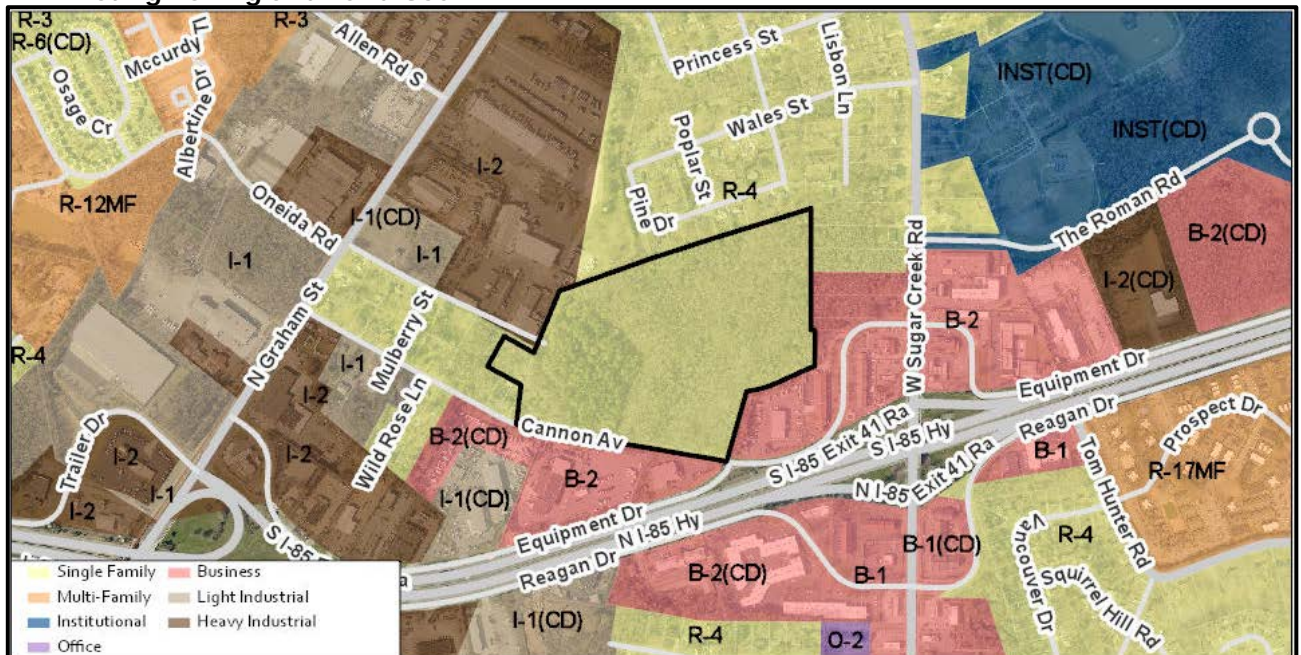 R-3
R-6(CD)
Mccurdy Tl
R-3
Osage Cr
Albertine Dr
Allen Rd S
Princess St
Lisbon Ln
Wales St
Poplar St
Pine Dr
R-4
INST(CD)
INST(CD)
The Roman Rd
B-2(CD)
I-2(CD)
R-12MF
Oneida Rd
I-2
I-1(CD)
I-1
I-1
N Graham St
Mulberry St
W Sugar Creek Rd
B-2
R-4
I-1
I-2
Wild Rose Ln
Cannon Av
B-2(CD)
I-1(CD)
B-2
I-2
Trailer Dr
I-2
I-1
I-2
S I-85
Equipment Dr
Reagan Dr
N I-85 Hy
S I-85 Exit 41 Ra
S I-85 Hy
N I-85 Exit 41 Ra
Equipment Dr
Reagan Dr
B-1
Tom Hunter Rd
Prospect Dr
R-17MF
R-4
Vancouver Dr
Squirrel Hill Rd
B-1(CD)
B-1
B-2(CD)
I-1(CD)
R-4
O-2
Single Family
Business
Multi-Family
Light Industrial
Institutional
Heavy Industrial
Office